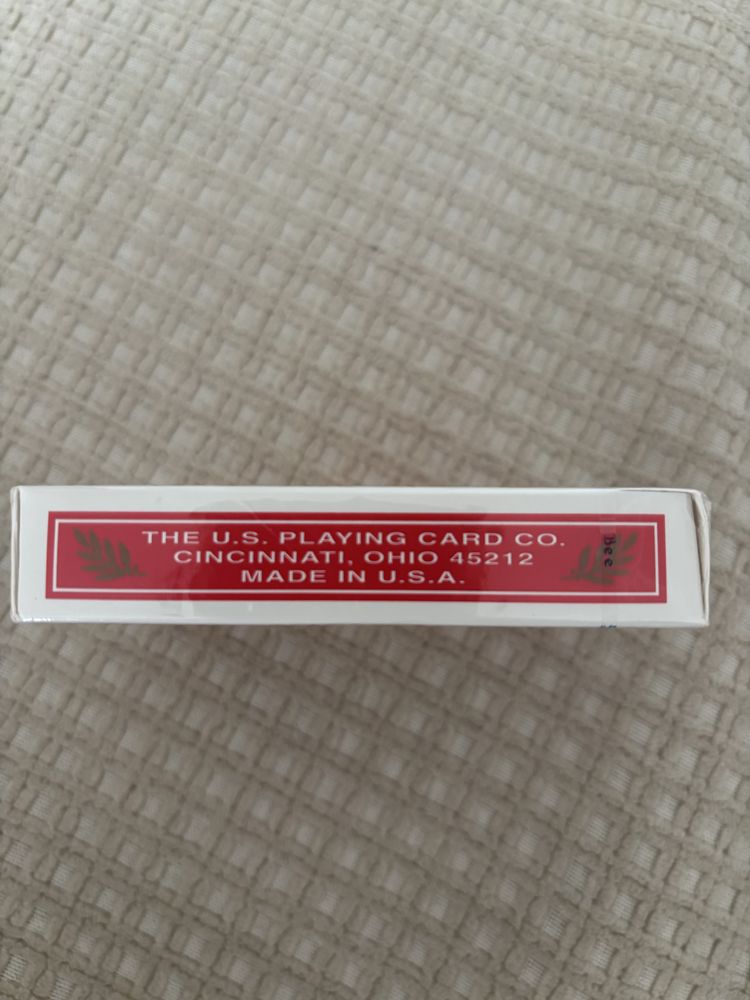 THE U.S. PLAYING CARD CO.
CINCINNATI, OHIO 45212
MADE IN U.S.A.
Bee